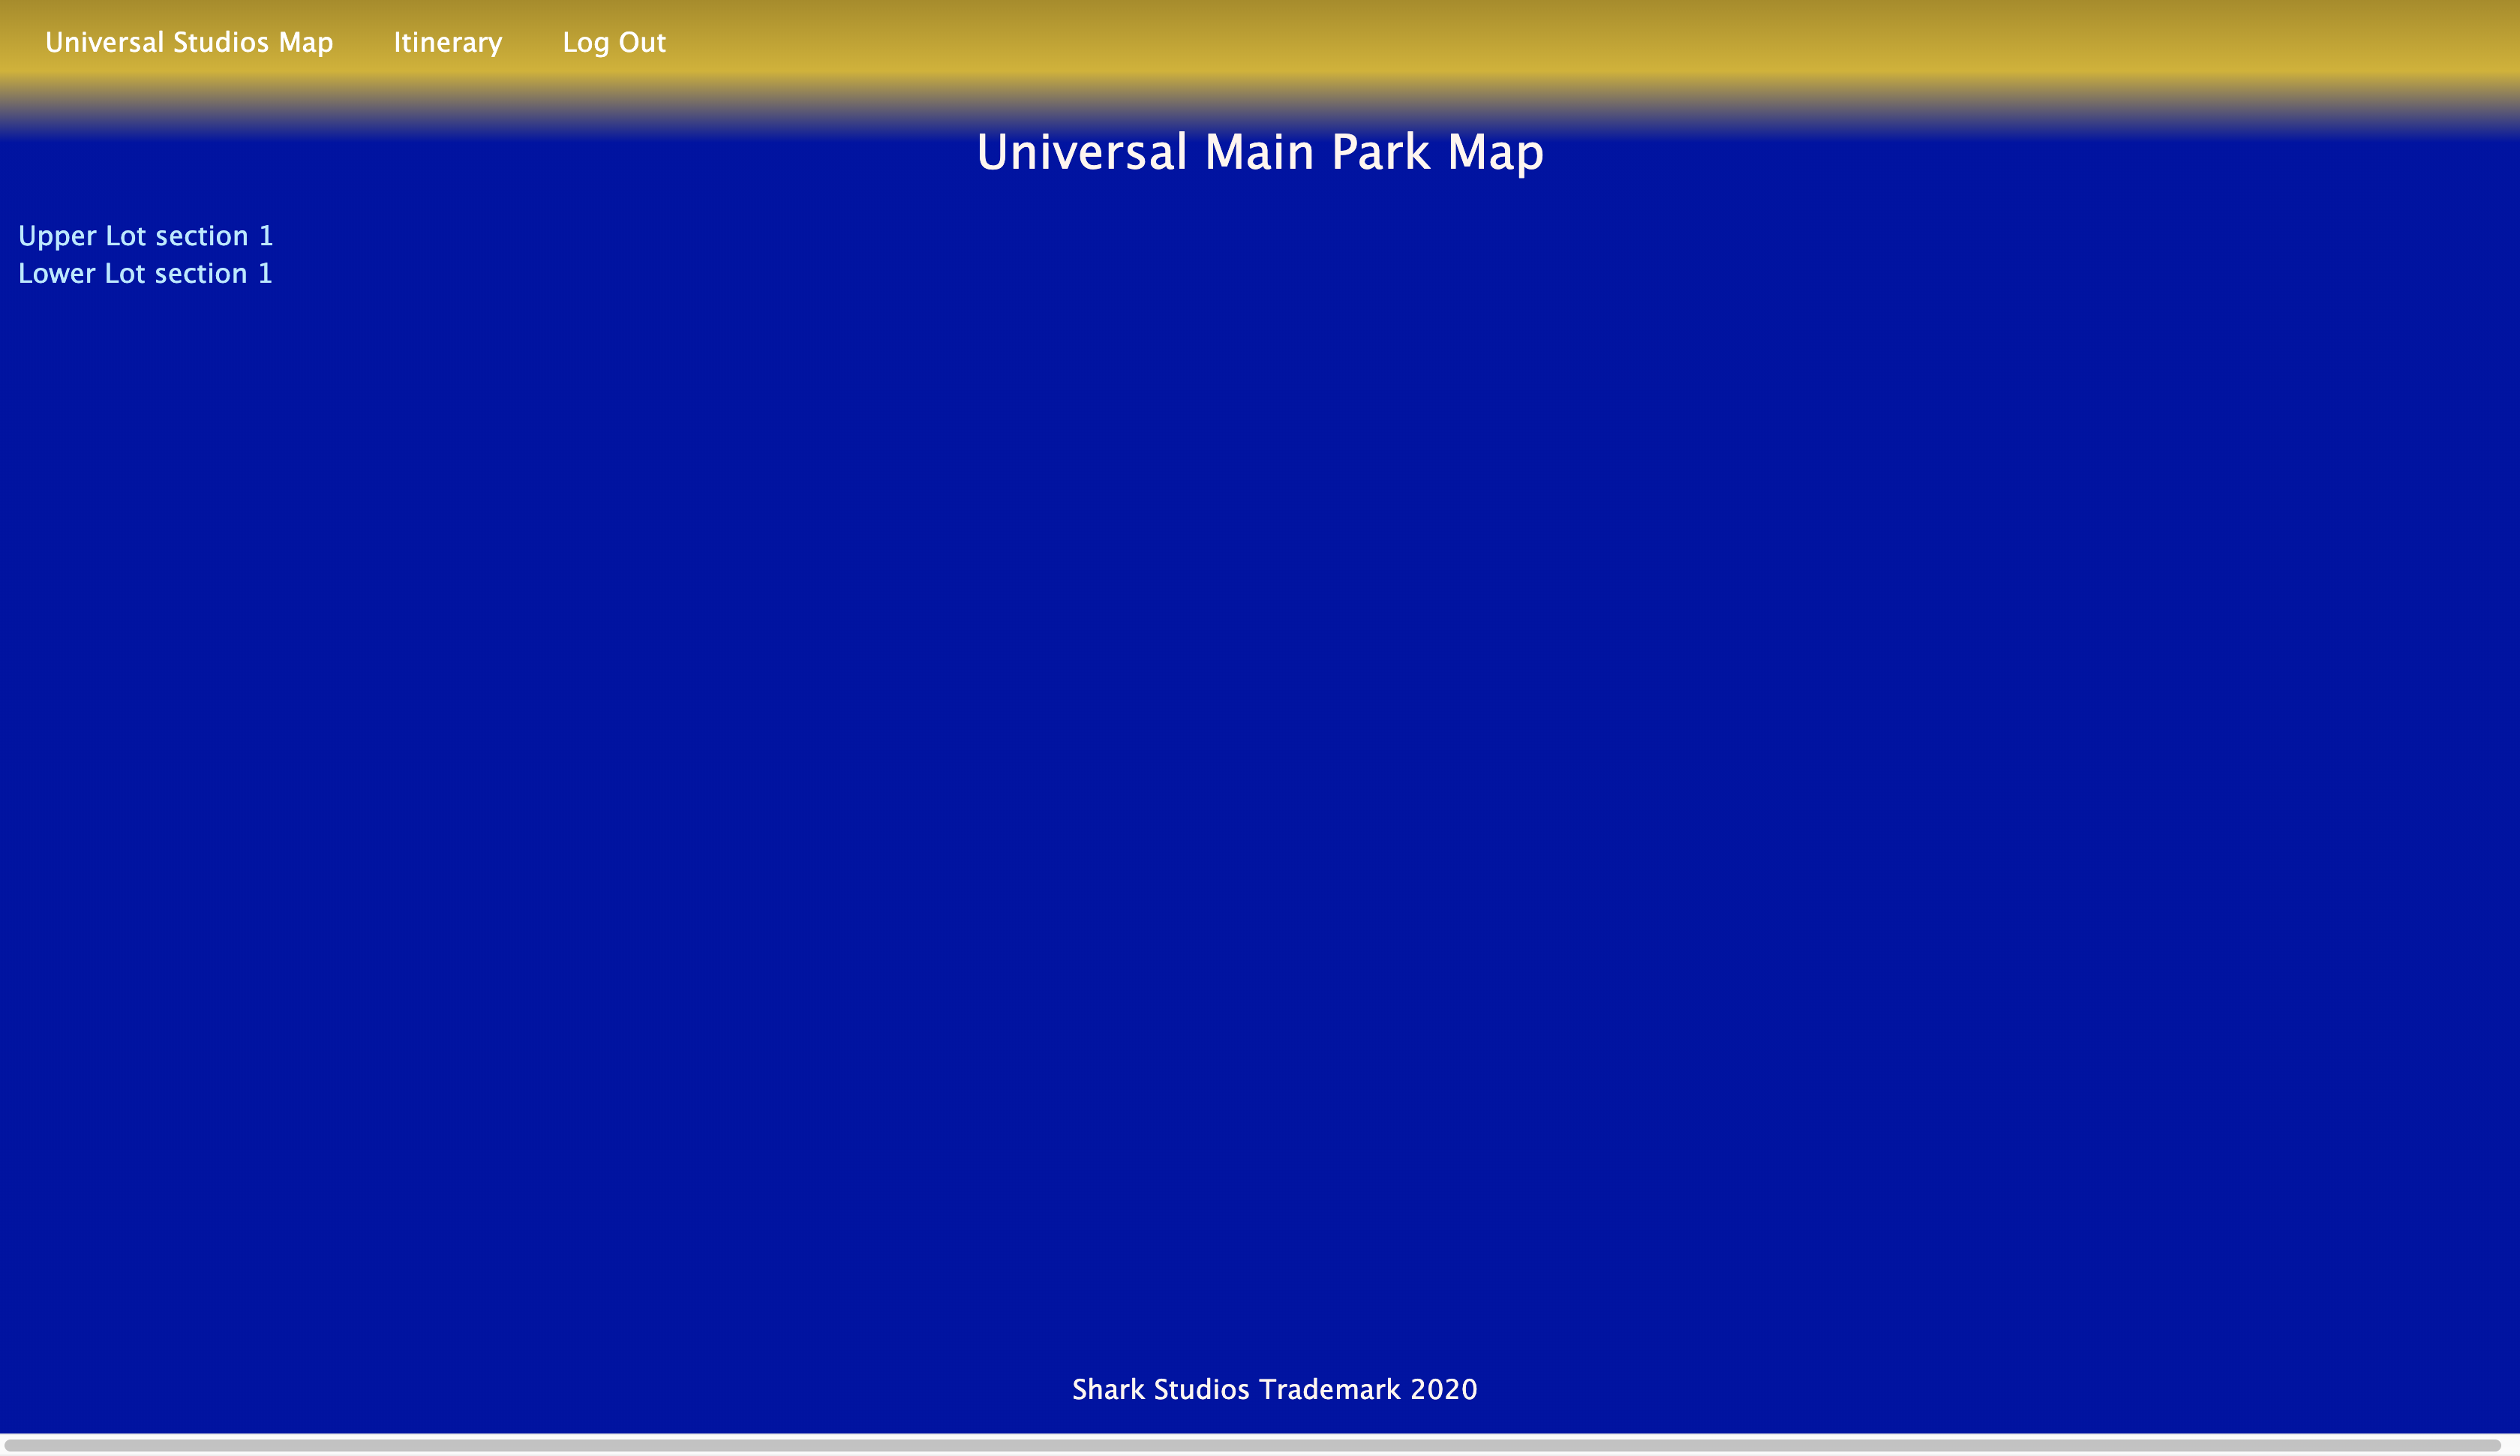 Universal Studios Map Itinerary Log Out
Universal Main Park Map
Upper Lot section 1
Lower Lot section 1
Shark Studios Trademark 2020